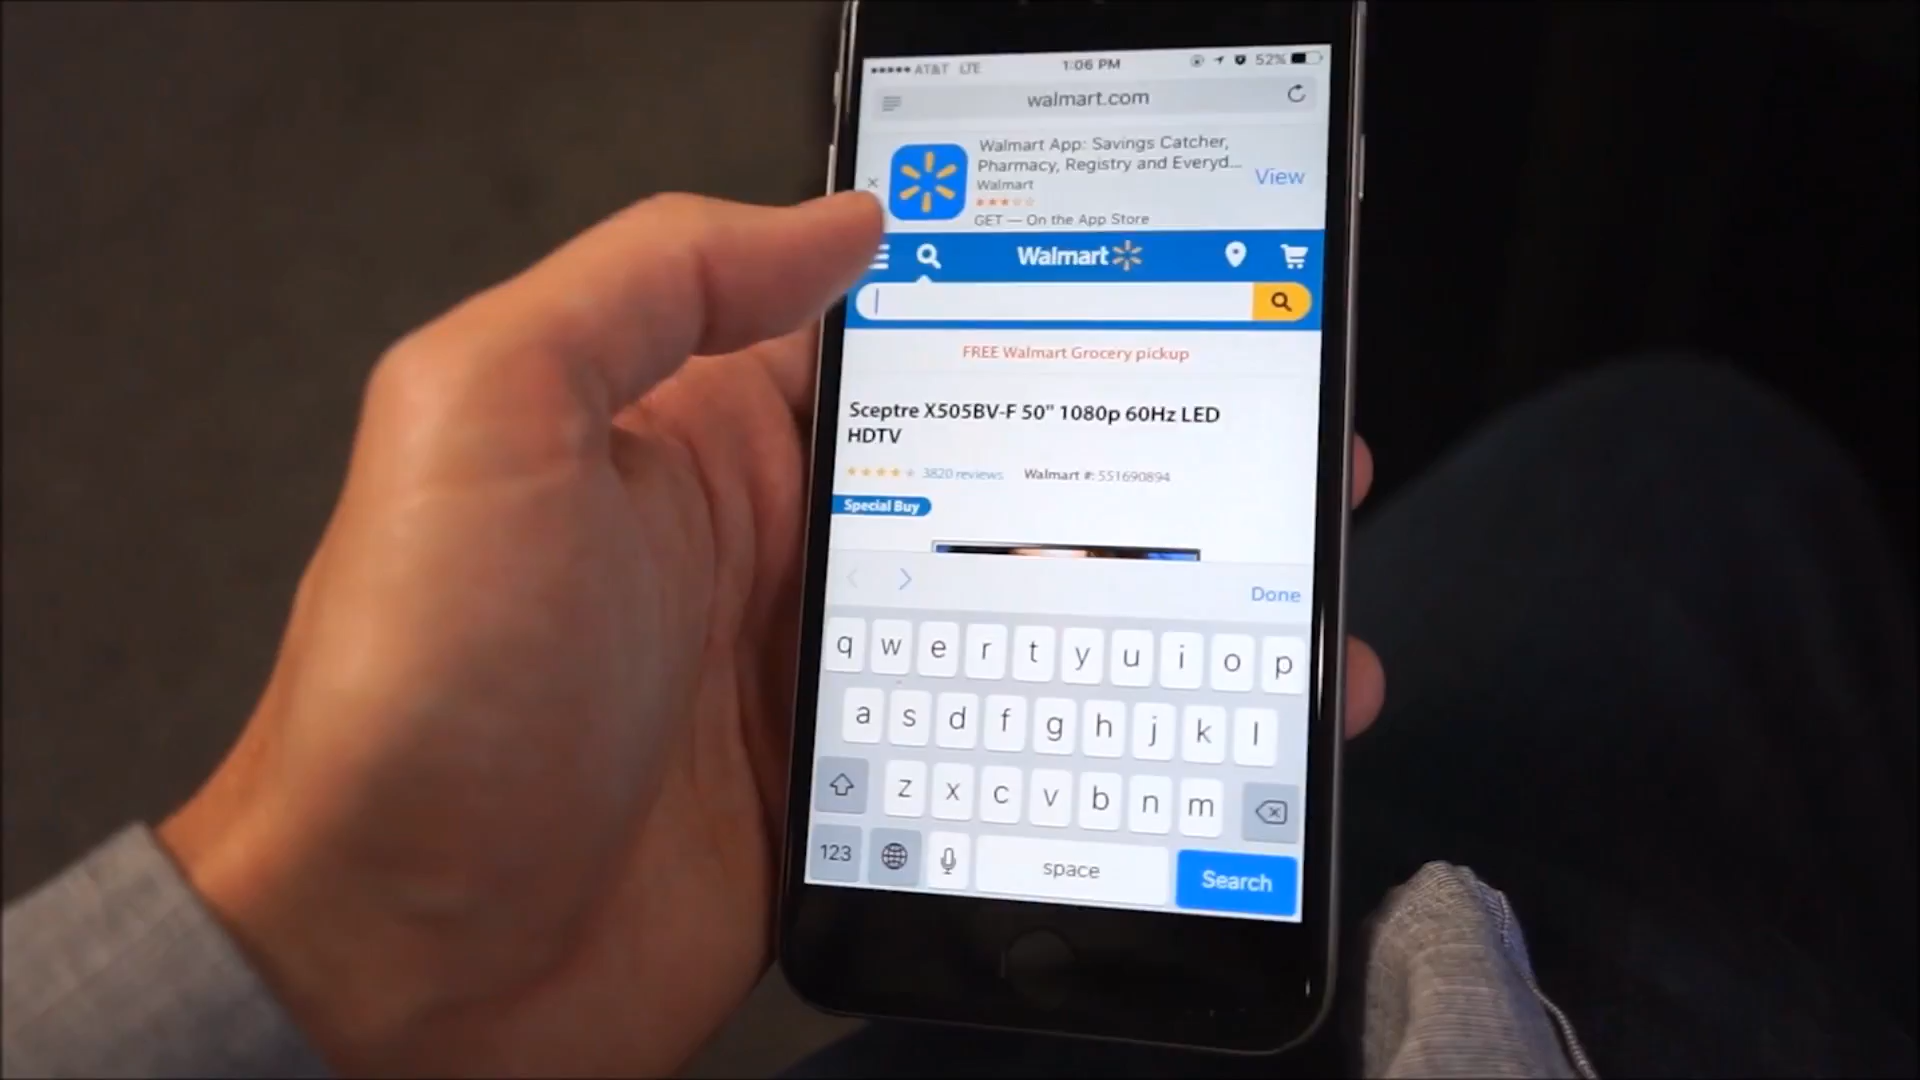 AT&T LTE 1:06 PM 52%
walmart.com
Walmart App: Savings Catcher,
Pharmacy, Registry and Everyd...
Walmart
View
GET — On the App Store
Walmart
FREE Walmart Grocery pickup
Sceptre X505BV-F 50" 1080p 60Hz LED
HDTV
3820 reviews Walmart #: 551690894
Special Buy
Done
q w e r t y u i o p
a s d f g h j k l
z x c v b n m
123 space Search